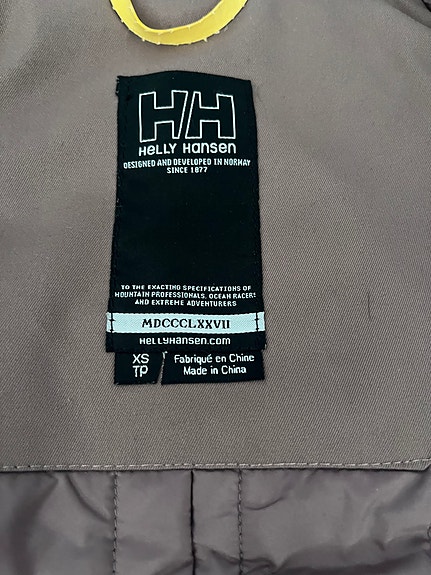 HH
HELLY HANSEN
DESIGNED AND DEVELOPED IN NORWAY
SINCE 1877
TO THE EXACTING SPECIFICATIONS OF
MOUNTAIN PROFESSIONALS, OCEAN RACERS
AND EXTREME ADVENTURERS
MDCCCLXXVII
HELLYHANSEN.COM
XS Fabriqué en Chine
TP Made in China